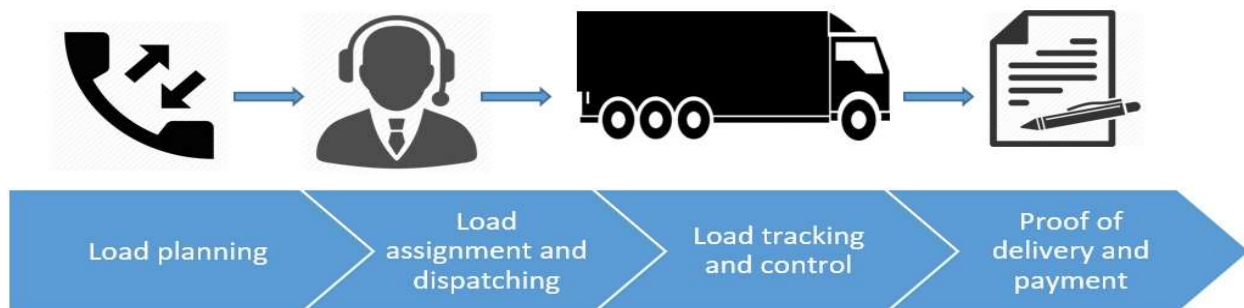 Load planning
Load
assignment and
dispatching
Load tracking
and control
Proof of
delivery and
payment